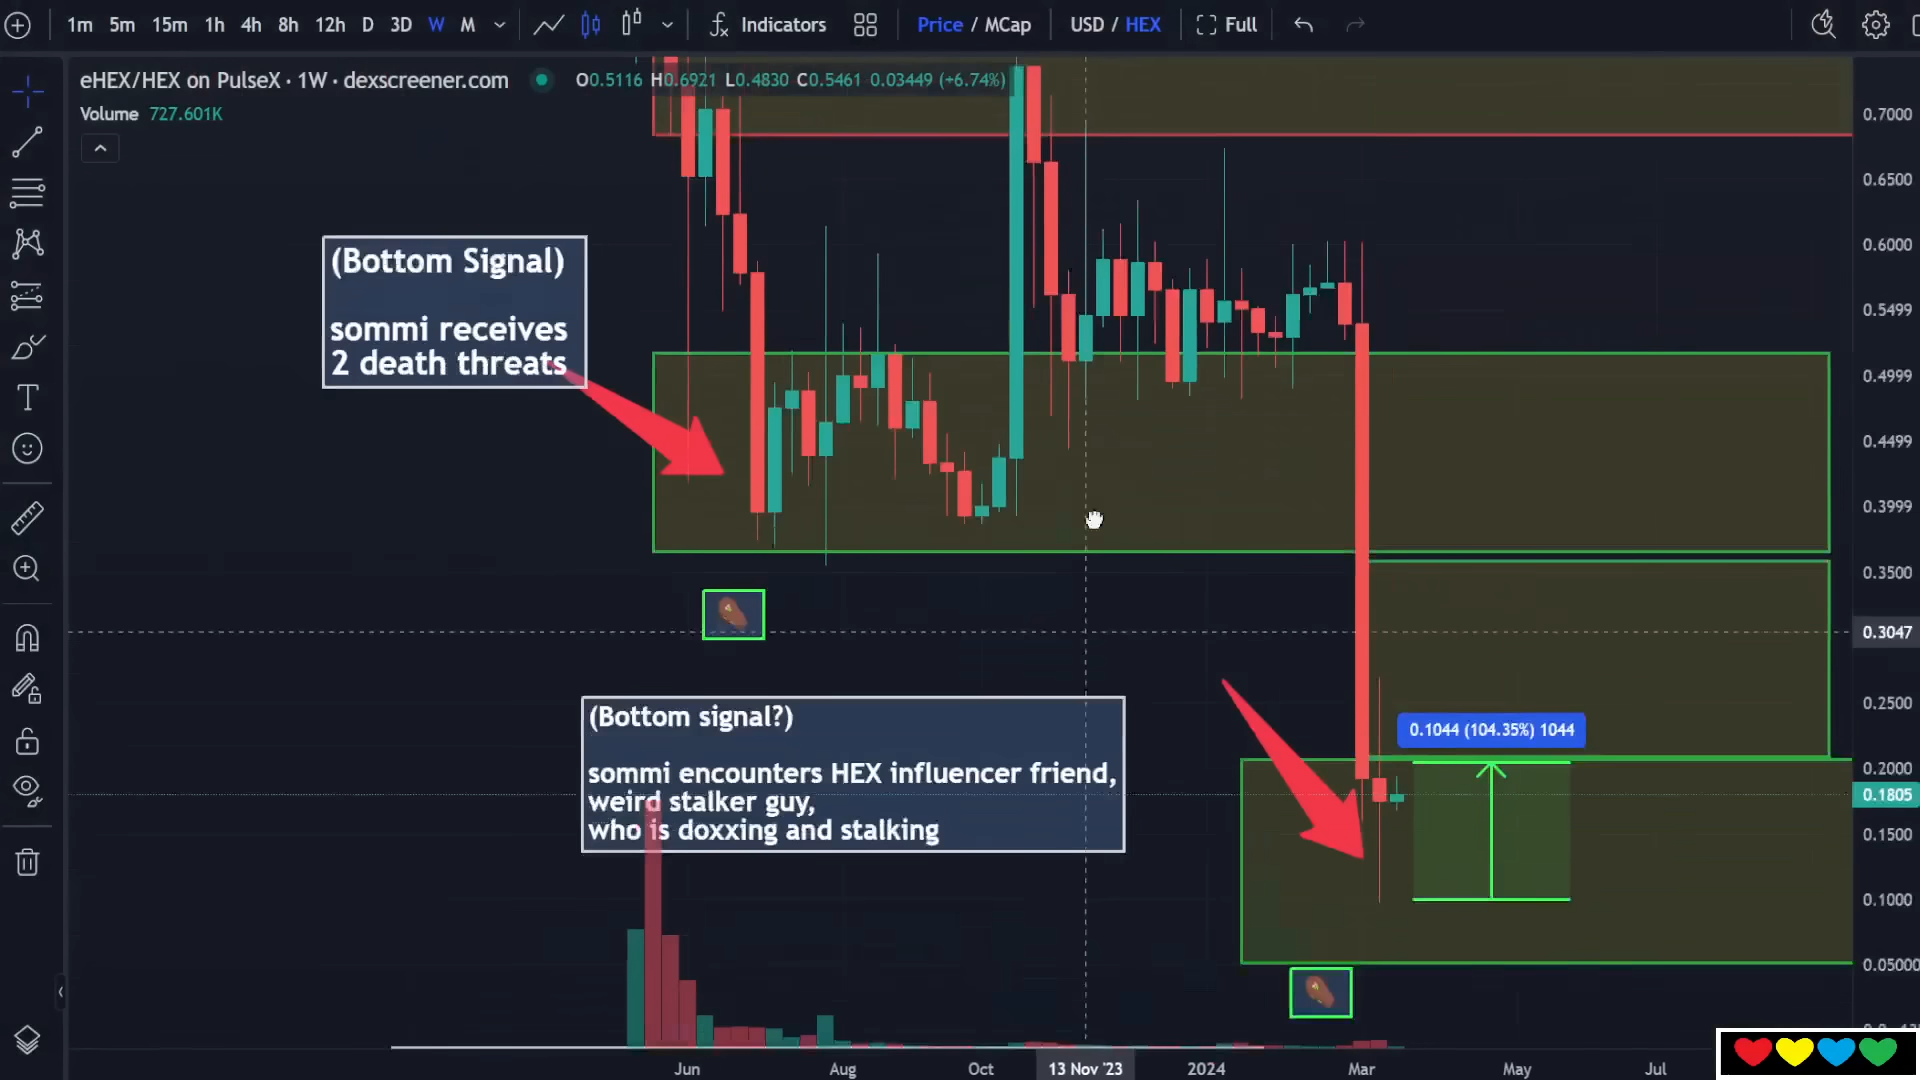 1m 5m 15m 1h 4h 8h 12h D 3D W M Indicators Price / MCap USD / HEX Full
eHEX/HEX on PulseX · 1W · dexscreener.com O0.5116 H0.6921 L0.4830 C0.5461 0.03449 (+6.74%)
Volume 727.601K
0.7000
0.6500
0.6000
0.5499
0.4999
0.4499
0.3999
0.3500
0.3047
0.2500
0.2000
0.1805
0.1500
0.1000
0.05000
(Bottom Signal)
sommi receives
2 death threats
(Bottom signal?)
sommi encounters HEX influencer friend,
weird stalker guy,
who is doxxing and stalking
0.1044 (104.35%) 1044
Jun Aug Oct 13 Nov '23 2024 Mar May Jul